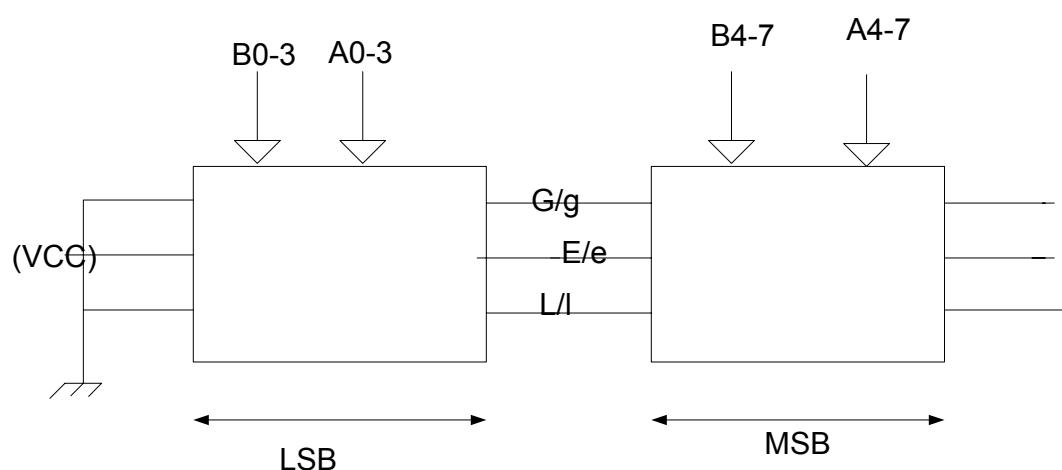 B0-3 A0-3 B4-7 A4-7
G/g
(VCC) E/e
L/l
LSB MSB